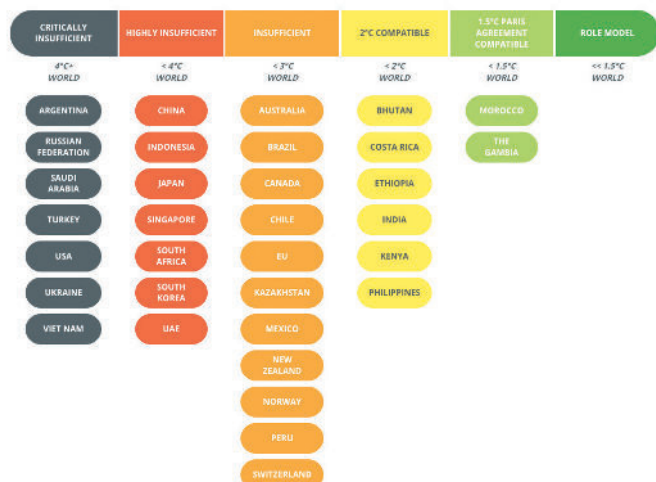 CRITICALLY
INSUFFICIENT
HIGHLY INSUFFICIENT
INSUFFICIENT
2°C COMPATIBLE
1.5°C PARIS
AGREEMENT
COMPATIBLE
ROLE MODEL
4°C+
WORLD
< 4°C
WORLD
< 3°C
WORLD
< 2°C
WORLD
< 1.5°C
WORLD
<< 1.5°C
WORLD
ARGENTINA
RUSSIAN
FEDERATION
SAUDI
ARABIA
TURKEY
USA
UKRAINE
VIET NAM
CHINA
INDONESIA
JAPAN
SINGAPORE
SOUTH
AFRICA
SOUTH
KOREA
UAE
AUSTRALIA
BRAZIL
CANADA
CHILE
EU
KAZAKHSTAN
MEXICO
NEW
ZEALAND
NORWAY
PERU
SWITZERLAND
BHUTAN
COSTA RICA
ETHIOPIA
INDIA
KENYA
PHILIPPINES
MOROCCO
THE
GAMBIA